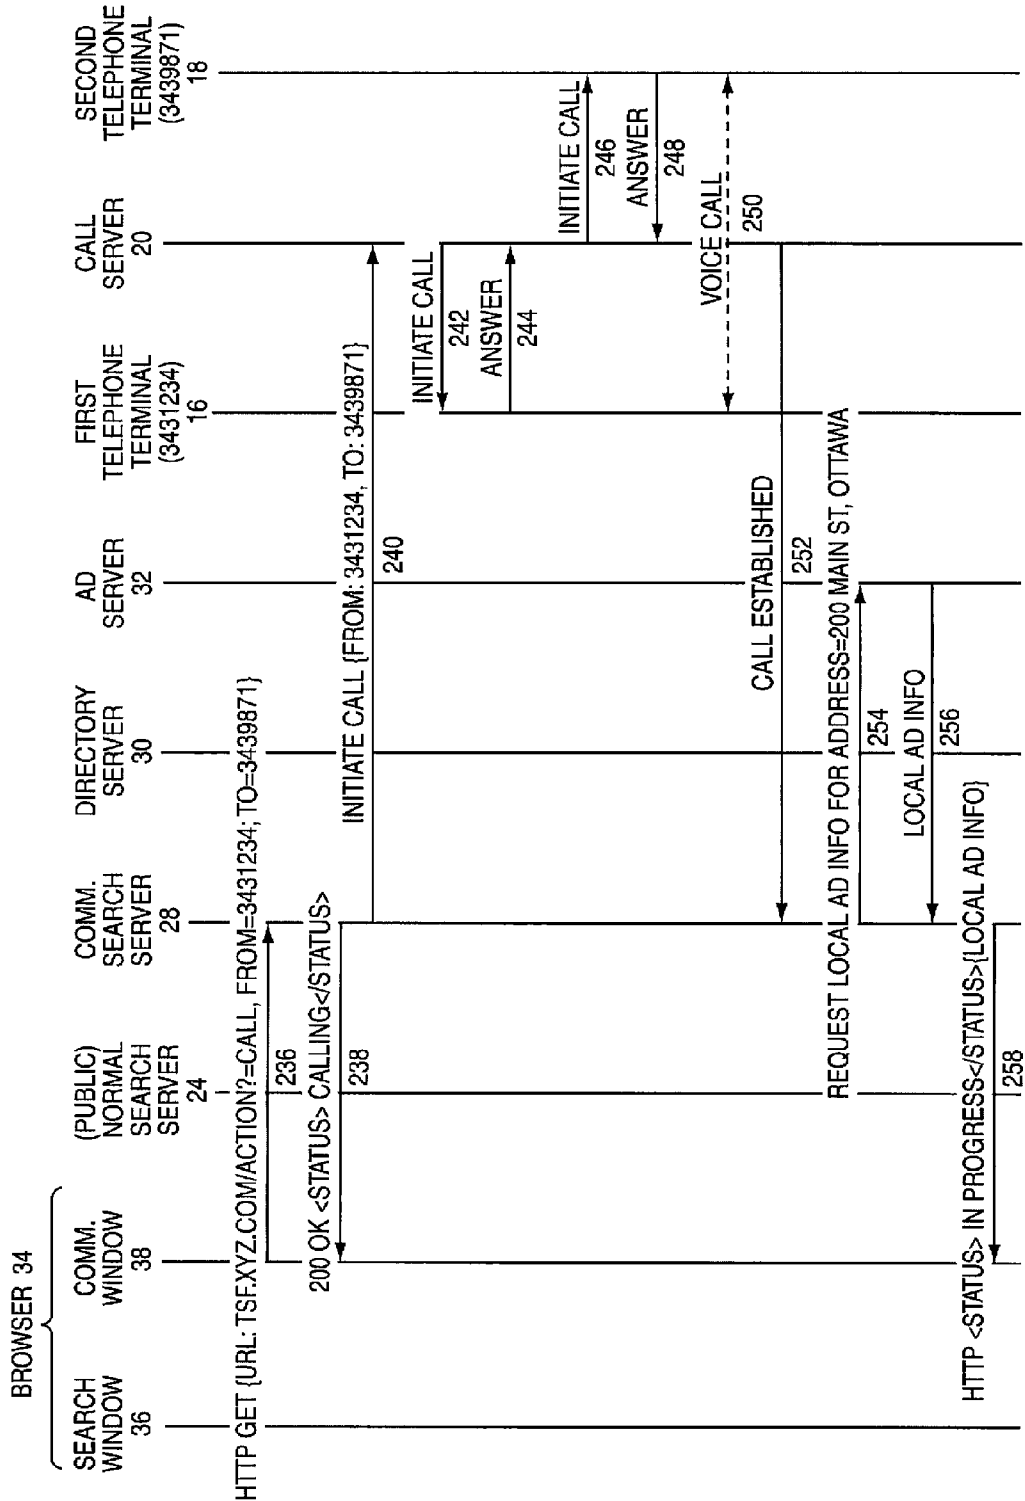 BROWSER 34
SEARCH
WINDOW
36
COMM.
WINDOW
38
(PUBLIC)
NORMAL
SEARCH
SERVER
24
COMM.
SEARCH
SERVER
28
DIRECTORY
SERVER
30
AD
SERVER
32
FIRST
TELEPHONE
TERMINAL
(3431234)
16
CALL
SERVER
20
SECOND
TELEPHONE
TERMINAL
(3439871)
18
HTTP GET {URL: TSF.XYZ.COM/ACTION?=CALL, FROM=3431234; TO=3439871}
236
200 OK <STATUS> CALLING</STATUS>
238
INITIATE CALL {FROM: 3431234, TO: 3439871}
240
INITIATE CALL
242
ANSWER
244
INITIATE CALL
246
ANSWER
248
VOICE CALL
250
CALL ESTABLISHED
252
REQUEST LOCAL AD INFO FOR ADDRESS=200 MAIN ST, OTTAWA
254
LOCAL AD INFO
256
HTTP <STATUS> IN PROGRESS</STATUS>{LOCAL AD INFO}
258